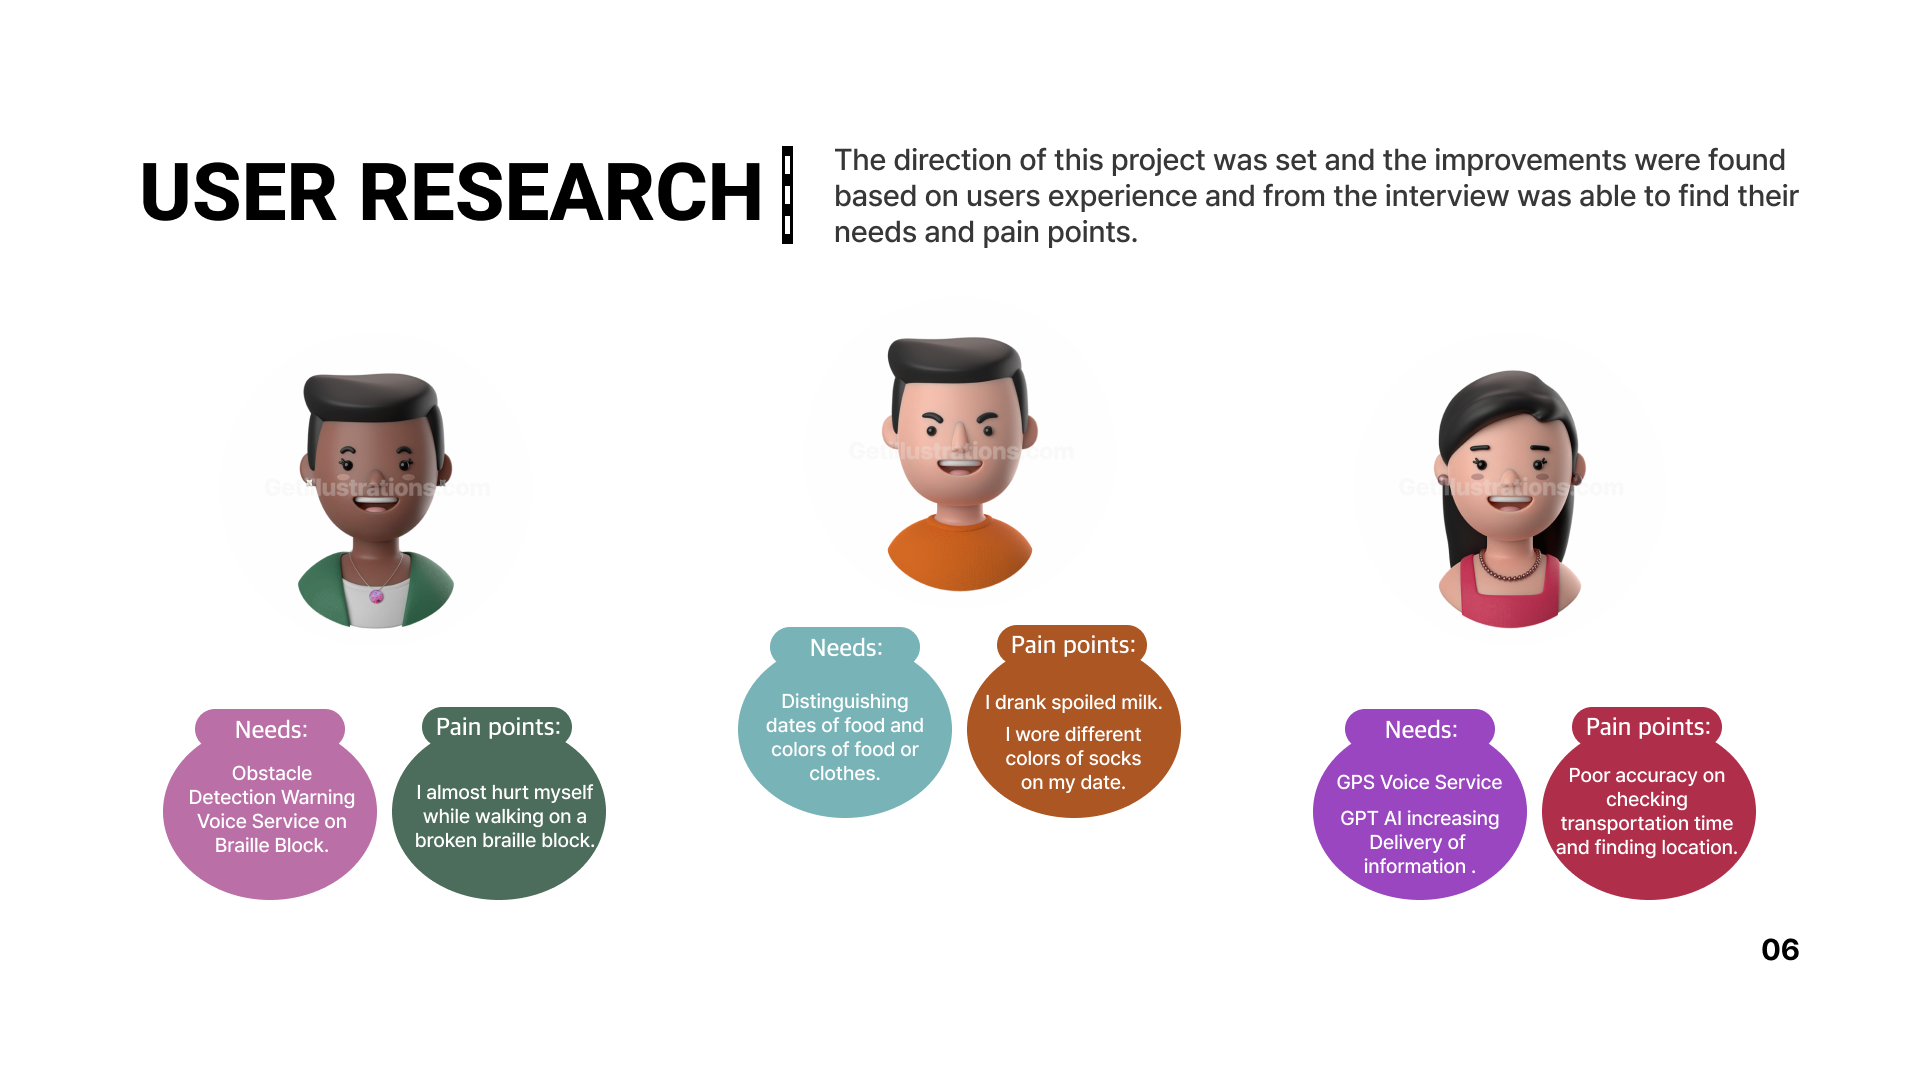 USER RESEARCH
The direction of this project was set and the improvements were found
based on users experience and from the interview was able to find their
needs and pain points.
GetIllustrations.com
Needs:
Obstacle
Detection Warning
Voice Service on
Braille Block.
Pain points:
I almost hurt myself
while walking on a
broken braille block.
GetIllustrations.com
Needs:
Distinguishing
dates of food and
colors of food or
clothes.
Pain points:
I drank spoiled milk.
I wore different
colors of socks
on my date.
GetIllustrations.com
Needs:
GPS Voice Service
GPT AI increasing
Delivery of
information .
Pain points:
Poor accuracy on
checking
transportation time
and finding location.
06